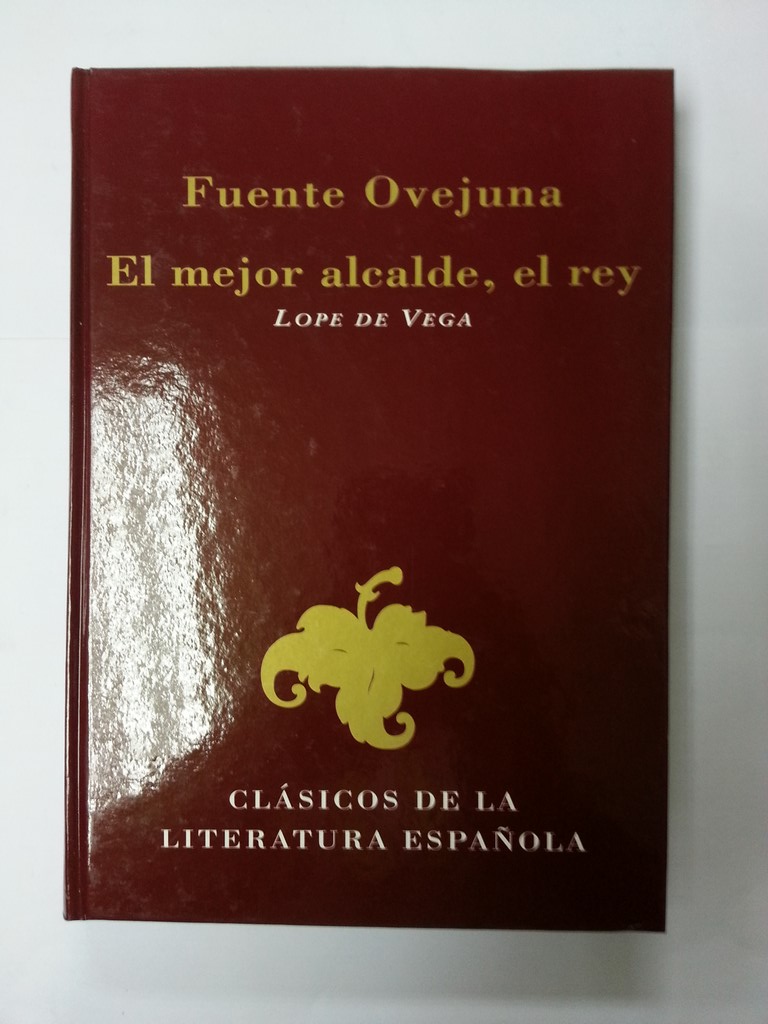 Fuente Ovejuna
El mejor alcalde, el rey
LOPE DE VEGA
CLÁSICOS DE LA
LITERATURA ESPAÑOLA